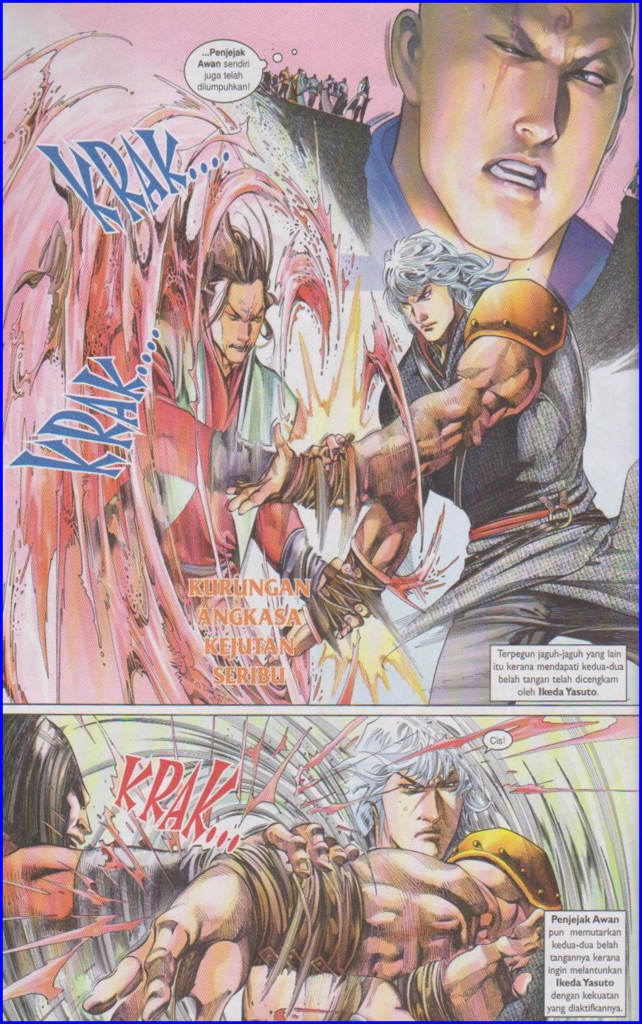 ...Penjejak
Awan sendiri
juga telah
dilumpuhkan!
KRAK....
KRAK....
KURUNGAN
ANGKASA
KEJUTAN
SERIBU
Terpegun jaguh-jaguh yang lain
itu kerana mendapati kedua-dua
belah tangan telah dicengkam
oleh Ikeda Yasuto.
Cis!
KRAK...
Penjejak Awan
pun memutarkan
kedua-dua belah
tangannya kerana
ingin melantunkan
Ikeda Yasuto
dengan kekuatan
yang diaktifkannya.